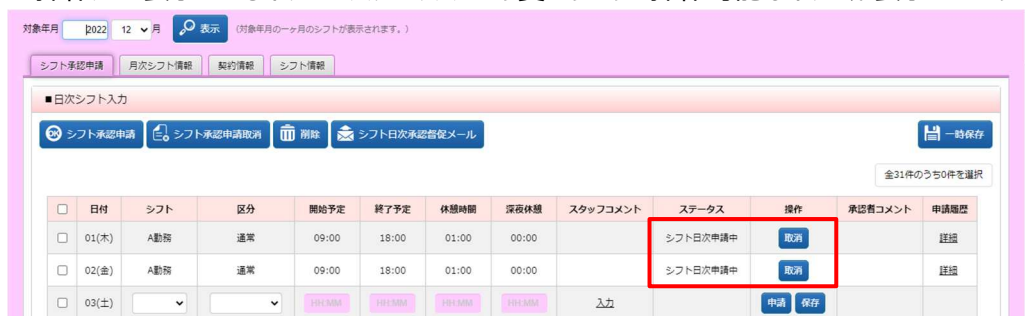 対象年月 2022 12 月 表示 (対象年月の一ヶ月のシフトが表示されます。)
シフト承認申請 月次シフト情報 契約情報 シフト情報
■日次シフト入力
シフト承認申請 シフト承認申請取消 削除 シフト日次承認督促メール 一時保存
全31件のうち0件を選択
日付 シフト 区分 開始予定 終了予定 休憩時間 深夜休憩 スタッフコメント ステータス 操作 承認者コメント 申請履歴
01(木) A勤務 通常 09:00 18:00 01:00 00:00 シフト日次申請中 取消 詳細
02(金) A勤務 通常 09:00 18:00 01:00 00:00 シフト日次申請中 取消 詳細
03(土) HH:MM HH:MM HH:MM HH:MM 入力 申請 保存